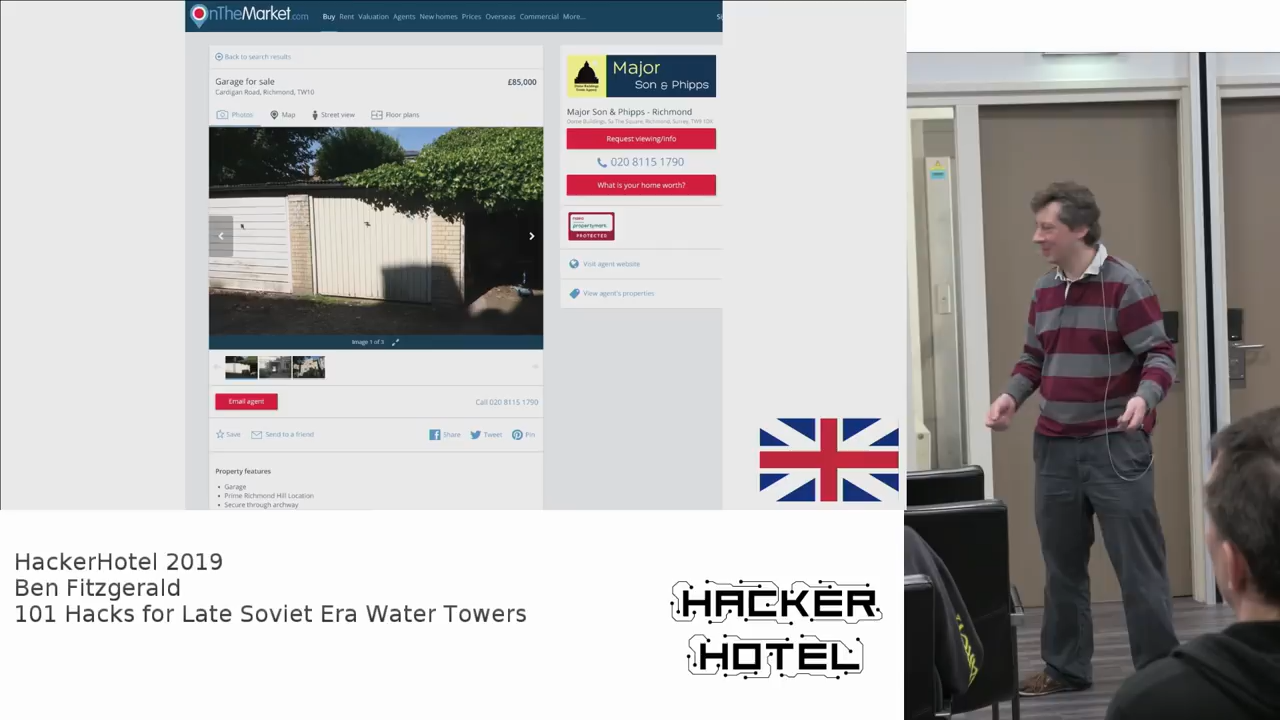 OnTheMarket.com
Buy Rent Valuation Agents New homes Prices Overseas Commercial More...
Back to search results
Garage for sale
£85,000
Cardigan Road, Richmond, TW10
Photos Map Street view Floor plans
Image 1 of 3
Email agent
Call 020 8115 1790
Save Send to a friend
Share Tweet Pin
Property features
Garage
Prime Richmond Hill Location
Secure through archway
Major
Son & Phipps
Major Son & Phipps - Richmond
Request viewing/info
020 8115 1790
What is your home worth?
propertymark
PROTECTED
Visit agent website
View agent's properties
HackerHotel 2019
Ben Fitzgerald
101 Hacks for Late Soviet Era Water Towers
HACKER
HOTEL